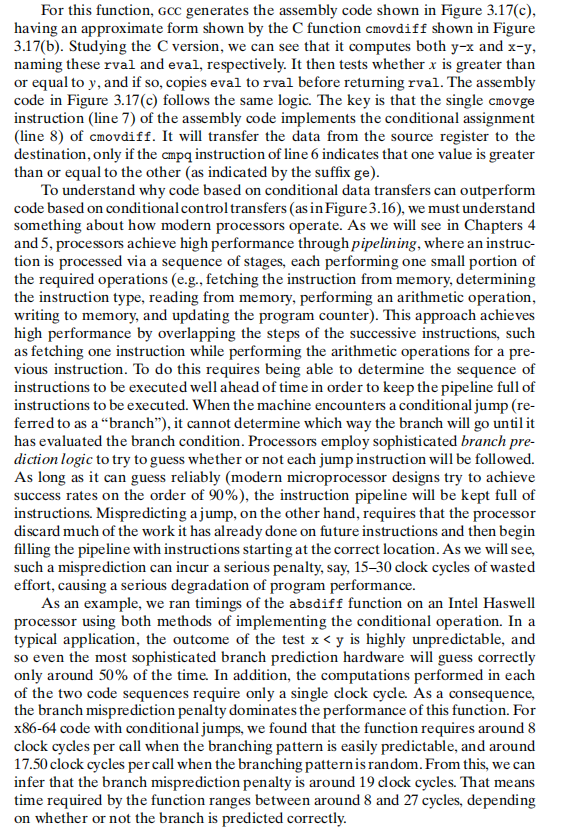 For this function, GCC generates the assembly code shown in Figure 3.17(c),
having an approximate form shown by the C function cmovdiff shown in Figure
3.17(b). Studying the C version, we can see that it computes both y-x and x-y,
naming these rval and eval, respectively. It then tests whether x is greater than
or equal to y, and if so, copies eval to rval before returning rval. The assembly
code in Figure 3.17(c) follows the same logic. The key is that the single cmovge
instruction (line 7) of the assembly code implements the conditional assignment
(line 8) of cmovdiff. It will transfer the data from the source register to the
destination, only if the cmpq instruction of line 6 indicates that one value is greater
than or equal to the other (as indicated by the suffix ge).
To understand why code based on conditional data transfers can outperform
code based on conditional control transfers (as in Figure 3.16), we must understand
something about how modern processors operate. As we will see in Chapters 4
and 5, processors achieve high performance through pipelining, where an instruc-
tion is processed via a sequence of stages, each performing one small portion of
the required operations (e.g., fetching the instruction from memory, determining
the instruction type, reading from memory, performing an arithmetic operation,
writing to memory, and updating the program counter). This approach achieves
high performance by overlapping the steps of the successive instructions, such
as fetching one instruction while performing the arithmetic operations for a pre-
vious instruction. To do this requires being able to determine the sequence of
instructions to be executed well ahead of time in order to keep the pipeline full of
instructions to be executed. When the machine encounters a conditional jump (re-
ferred to as a “branch”), it cannot determine which way the branch will go until it
has evaluated the branch condition. Processors employ sophisticated branch pre-
diction logic to try to guess whether or not each jump instruction will be followed.
As long as it can guess reliably (modern microprocessor designs try to achieve
success rates on the order of 90%), the instruction pipeline will be kept full of
instructions. Mispredicting a jump, on the other hand, requires that the processor
discard much of the work it has already done on future instructions and then begin
filling the pipeline with instructions starting at the correct location. As we will see,
such a misprediction can incur a serious penalty, say, 15–30 clock cycles of wasted
effort, causing a serious degradation of program performance.
As an example, we ran timings of the absdiff function on an Intel Haswell
processor using both methods of implementing the conditional operation. In a
typical application, the outcome of the test x < y is highly unpredictable, and
so even the most sophisticated branch prediction hardware will guess correctly
only around 50% of the time. In addition, the computations performed in each
of the two code sequences require only a single clock cycle. As a consequence,
the branch misprediction penalty dominates the performance of this function. For
x86-64 code with conditional jumps, we found that the function requires around 8
clock cycles per call when the branching pattern is easily predictable, and around
17.50 clock cycles per call when the branching pattern is random. From this, we can
infer that the branch misprediction penalty is around 19 clock cycles. That means
time required by the function ranges between around 8 and 27 cycles, depending
on whether or not the branch is predicted correctly.